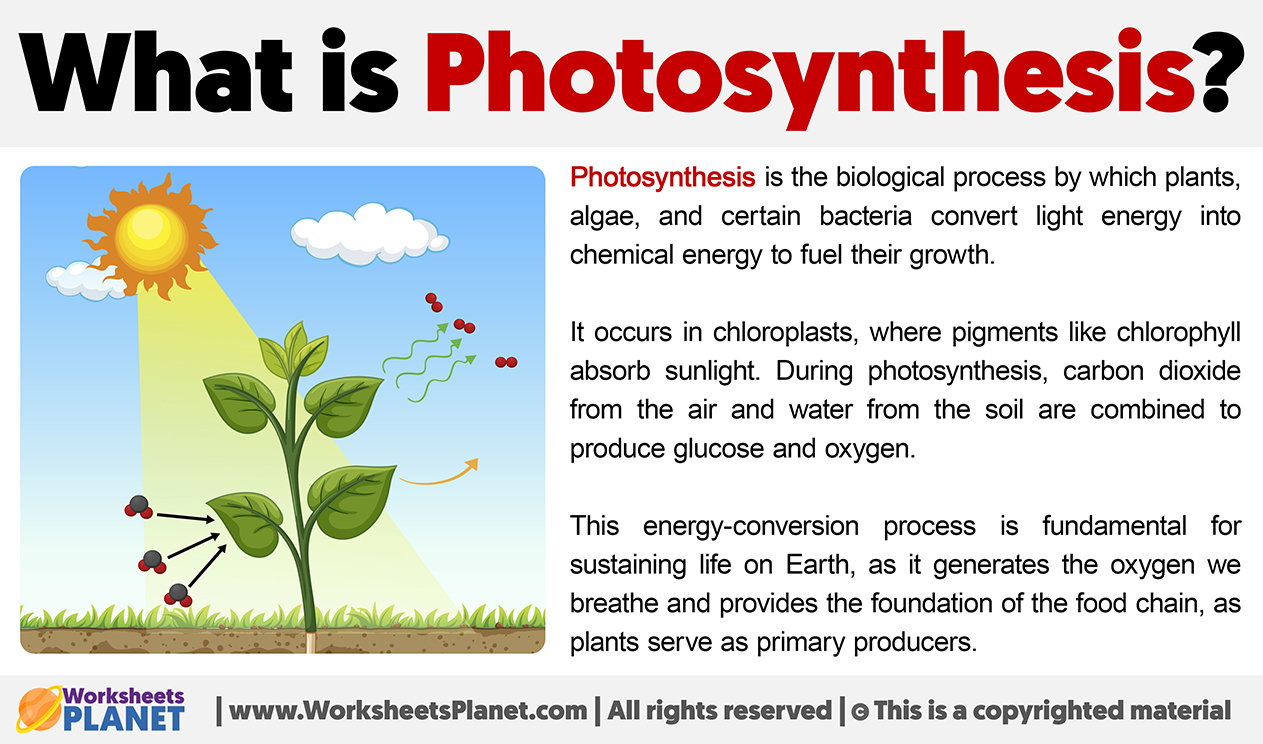 What is Photosynthesis?
Photosynthesis is the biological process by which plants,
algae, and certain bacteria convert light energy into
chemical energy to fuel their growth.
It occurs in chloroplasts, where pigments like chlorophyll
absorb sunlight. During photosynthesis, carbon dioxide
from the air and water from the soil are combined to
produce glucose and oxygen.
This energy-conversion process is fundamental for
sustaining life on Earth, as it generates the oxygen we
breathe and provides the foundation of the food chain, as
plants serve as primary producers.
Worksheets
PLANET
| www.WorksheetsPlanet.com | All rights reserved | © This is a copyrighted material